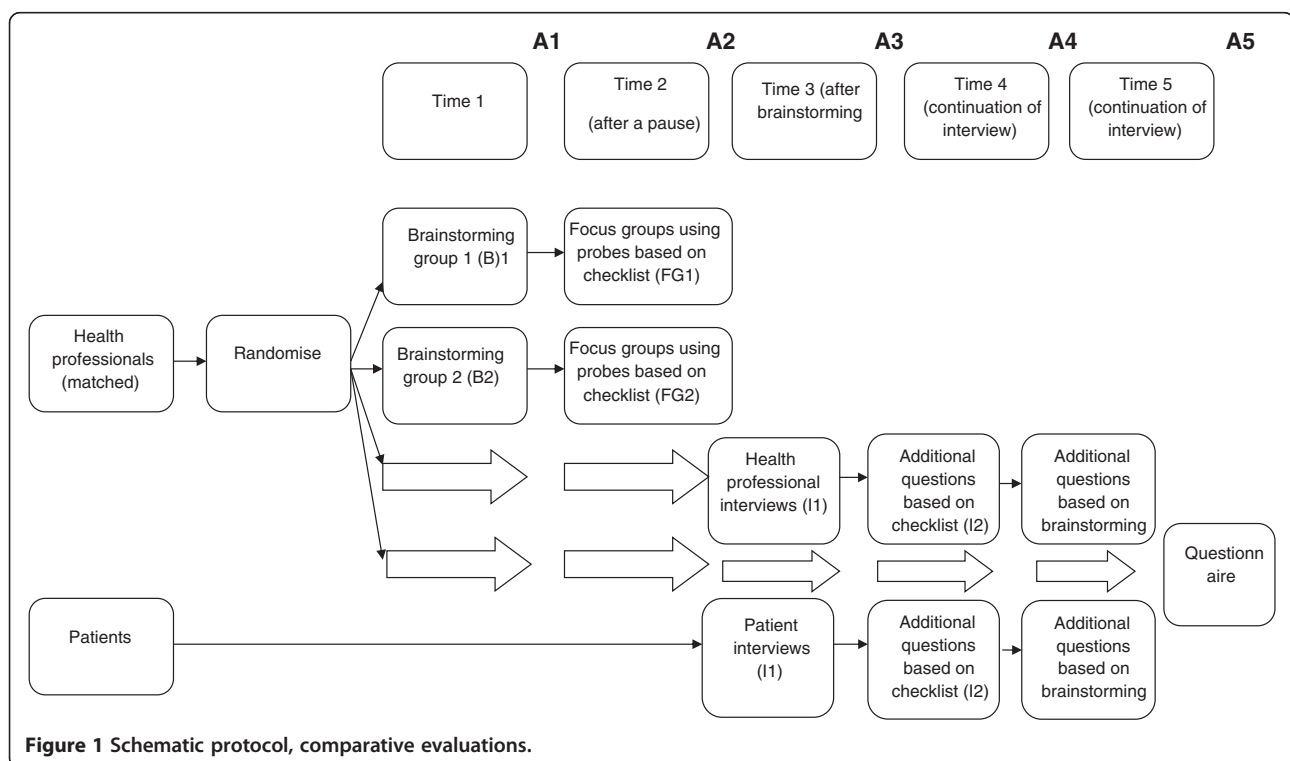 A1 A2 A3 A4 A5
Time 1
Time 2
(after a pause)
Time 3 (after
brainstorming
Time 4
(continuation of
interview)
Time 5
(continuation of
interview)
Brainstorming
group 1 (B)1
Focus groups using
probes based on
checklist (FG1)
Health
professionals
(matched)
Randomise
Brainstorming
group 2 (B2)
Focus groups using
probes based on
checklist (FG2)
Health
professional
interviews (I1)
Additional
questions
based on
checklist (I2)
Additional
questions
based on
brainstorming
Questionn
aire
Patients
Patient
interviews
(I1)
Additional
questions
based on
checklist (I2)
Additional
questions
based on
brainstorming
Figure 1 Schematic protocol, comparative evaluations.